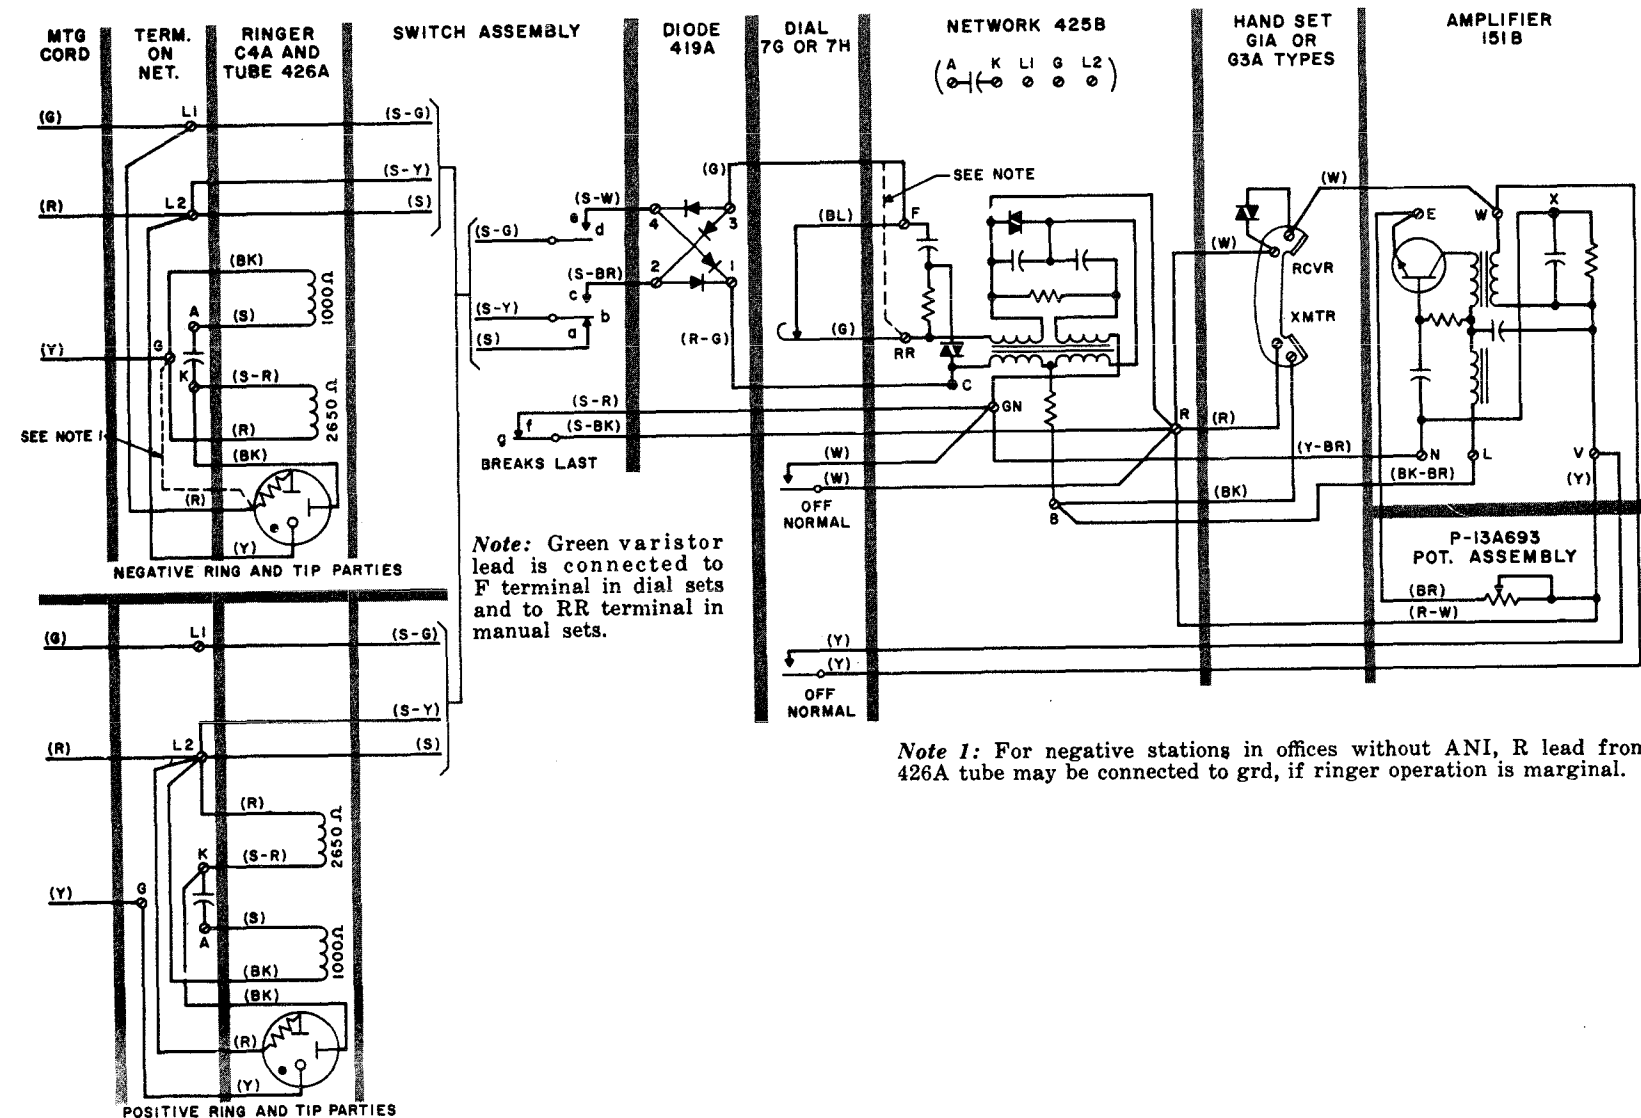 MTG CORD
TERM. ON NET.
RINGER C4A AND TUBE 426A
SWITCH ASSEMBLY
DIODE 419A
DIAL 7G OR 7H
NETWORK 425B
HAND SET G1A OR G3A TYPES
AMPLIFIER 151B
( A K L1 G L2 )
(G)
L1
(S-G)
(S-Y)
(R)
L2
(S)
(BK)
1000Ω
A
(S)
(Y)
G
K
(S-R)
2650Ω
(R)
SEE NOTE 1
(BK)
(R)
(Y)
NEGATIVE RING AND TIP PARTIES
(S-G)
(S-Y)
(S)
e
d
c
b
a
(S-W)
(S-BR)
4
3
2
1
(G)
(R-G)
(S-R)
f
g
(S-BK)
BREAKS LAST
(BL)
(G)
F
SEE NOTE
RR
C
GN
(W)
(W)
OFF NORMAL
B
(W)
(W)
RCVR
XMTR
R
(R)
(Y-BR)
(BK)
(BK-BR)
E
W
X
N
L
V
(Y)
P-13A693
POT. ASSEMBLY
(BR)
(R-W)
(Y)
(Y)
OFF NORMAL
Note: Green varistor
lead is connected to
F terminal in dial sets
and to RR terminal in
manual sets.
(G)
L1
(S-G)
(S-Y)
(R)
L2
(S)
(R)
2650Ω
K
(S-R)
(Y)
G
A
(S)
1000Ω
(BK)
(BK)
(R)
(Y)
POSITIVE RING AND TIP PARTIES
Note 1: For negative stations in offices without ANI, R lead from
426A tube may be connected to grd, if ringer operation is marginal.